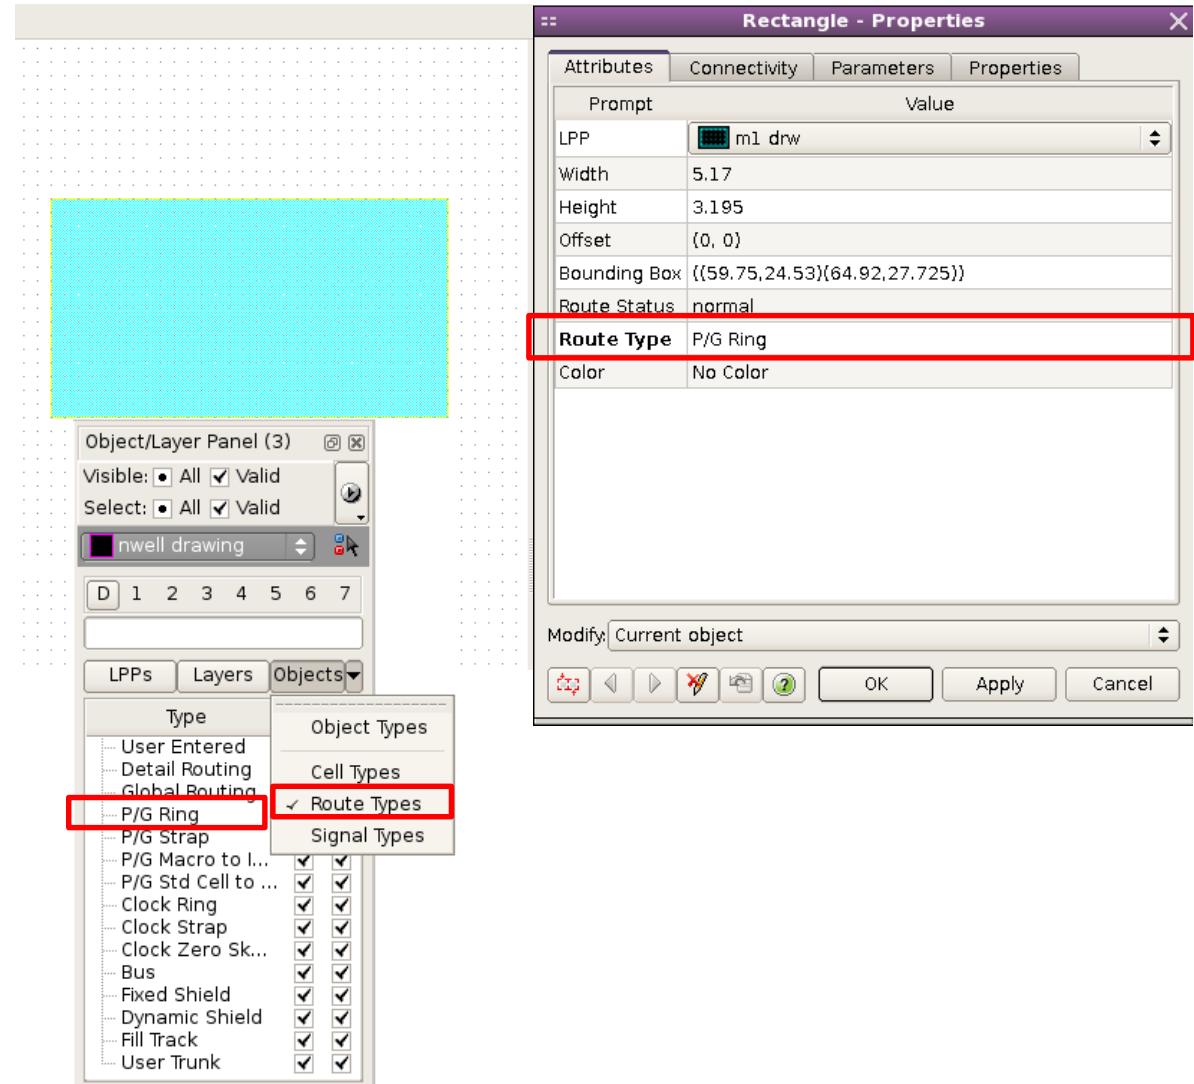 Rectangle - Properties
Attributes Connectivity Parameters Properties
Prompt Value
LPP m1 drw
Width 5.17
Height 3.195
Offset (0, 0)
Bounding Box ((59.75,24.53)(64.92,27.725))
Route Status normal
Route Type P/G Ring
Color No Color
Modify: Current object
OK Apply Cancel
Object/Layer Panel (3)
Visible: All Valid
Select: All Valid
nwell drawing
D 1 2 3 4 5 6 7
LPPs Layers Objects
Type
User Entered
Detail Routing
Global Routing
P/G Ring
P/G Strap
P/G Macro to I...
P/G Std Cell to ...
Clock Ring
Clock Strap
Clock Zero Sk...
Bus
Fixed Shield
Dynamic Shield
Fill Track
User Trunk
Object Types
Cell Types
✓ Route Types
Signal Types